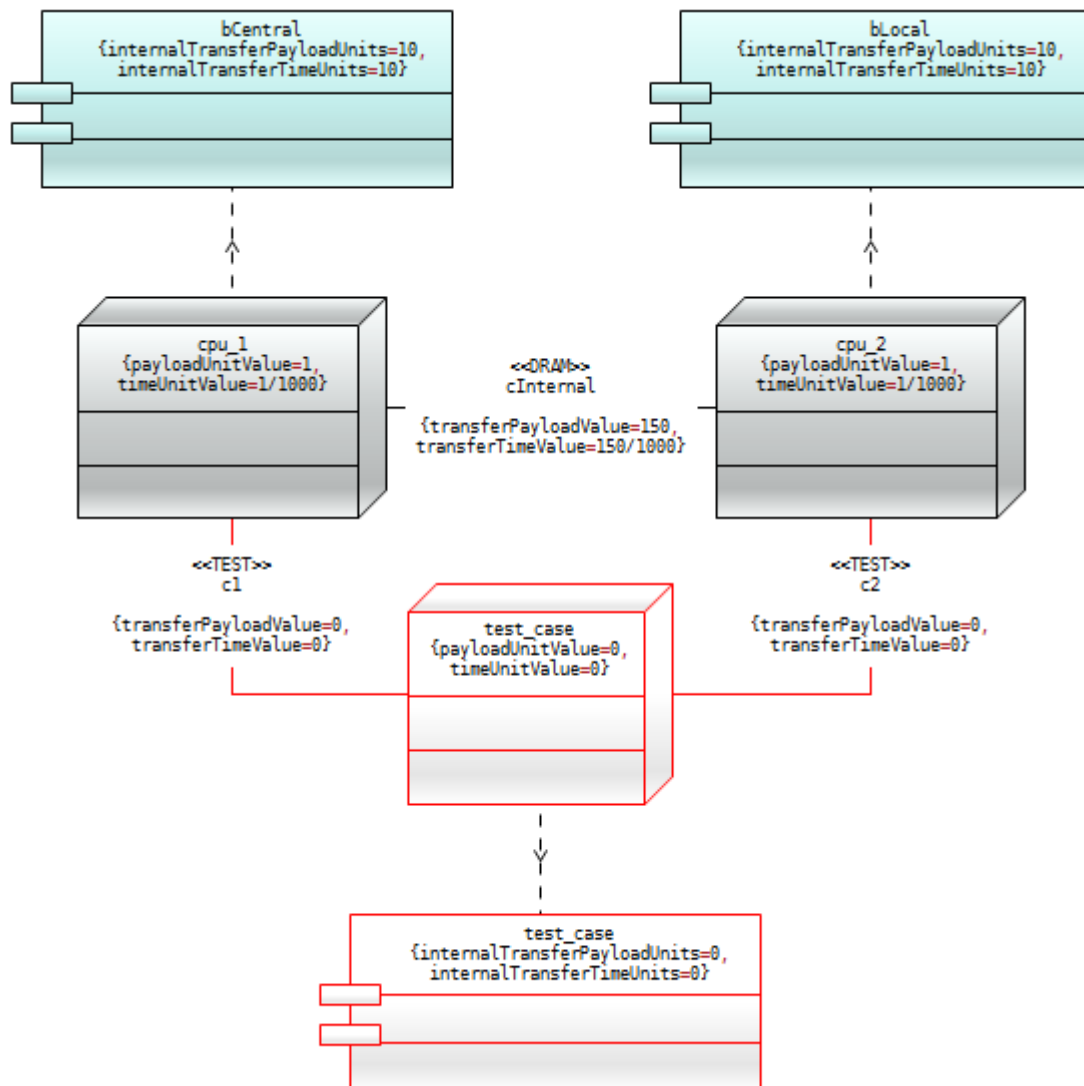 bCentral
{internalTransferPayloadUnits=10,
internalTransferTimeUnits=10}
bLocal
{internalTransferPayloadUnits=10,
internalTransferTimeUnits=10}
cpu_1
{payloadUnitValue=1,
timeUnitValue=1/1000}
<<DRAM>>
cInternal
{transferPayloadValue=150,
transferTimeValue=150/1000}
cpu_2
{payloadUnitValue=1,
timeUnitValue=1/1000}
<<TEST>>
c1
{transferPayloadValue=0,
transferTimeValue=0}
test_case
{payloadUnitValue=0,
timeUnitValue=0}
<<TEST>>
c2
{transferPayloadValue=0,
transferTimeValue=0}
test_case
{internalTransferPayloadUnits=0,
internalTransferTimeUnits=0}